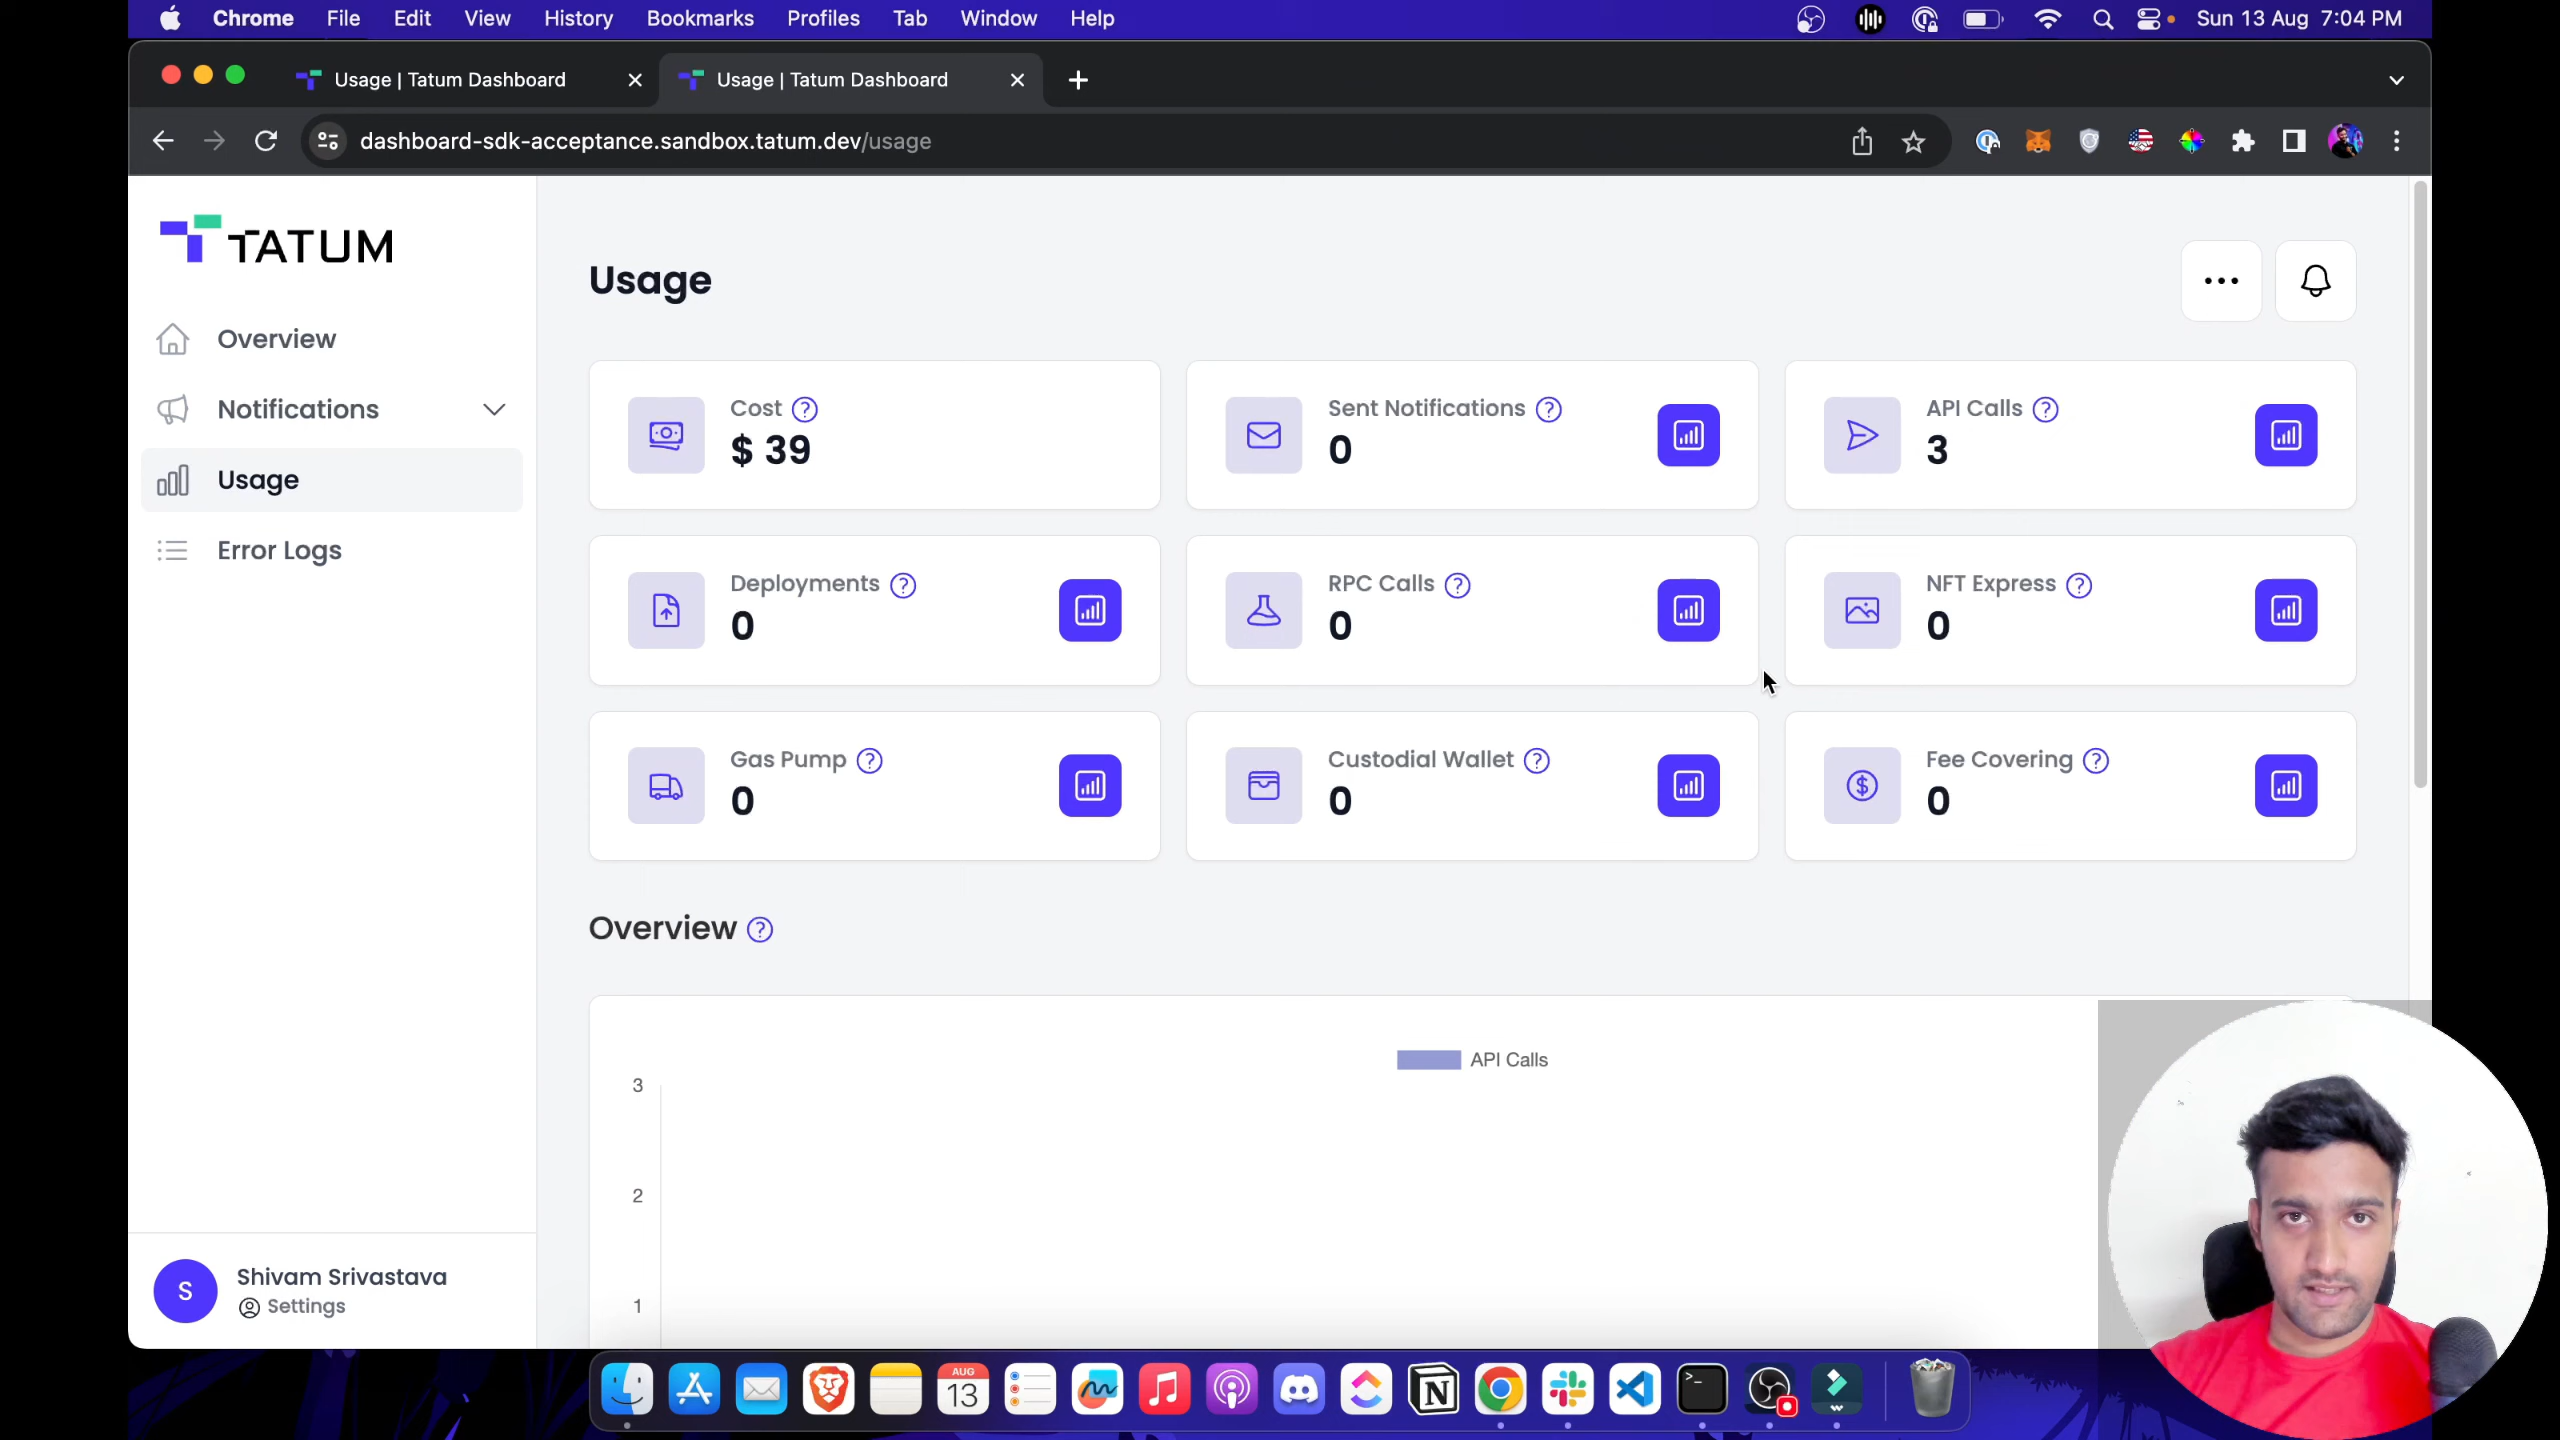 Chrome File Edit View History Bookmarks Profiles Tab Window Help Sun 13 Aug 7:04 PM
Usage | Tatum Dashboard Usage | Tatum Dashboard
dashboard-sdk-acceptance.sandbox.tatum.dev/usage
TATUM
Overview
Notifications
Usage
Error Logs
Shivam Srivastava
Settings
S
Usage
Cost ?
$ 39
Sent Notifications ?
0
API Calls ?
3
Deployments ?
0
RPC Calls ?
0
NFT Express ?
0
Gas Pump ?
0
Custodial Wallet ?
0
Fee Covering ?
0
Overview ?
API Calls
3
2
1
AUG
13
N
>_